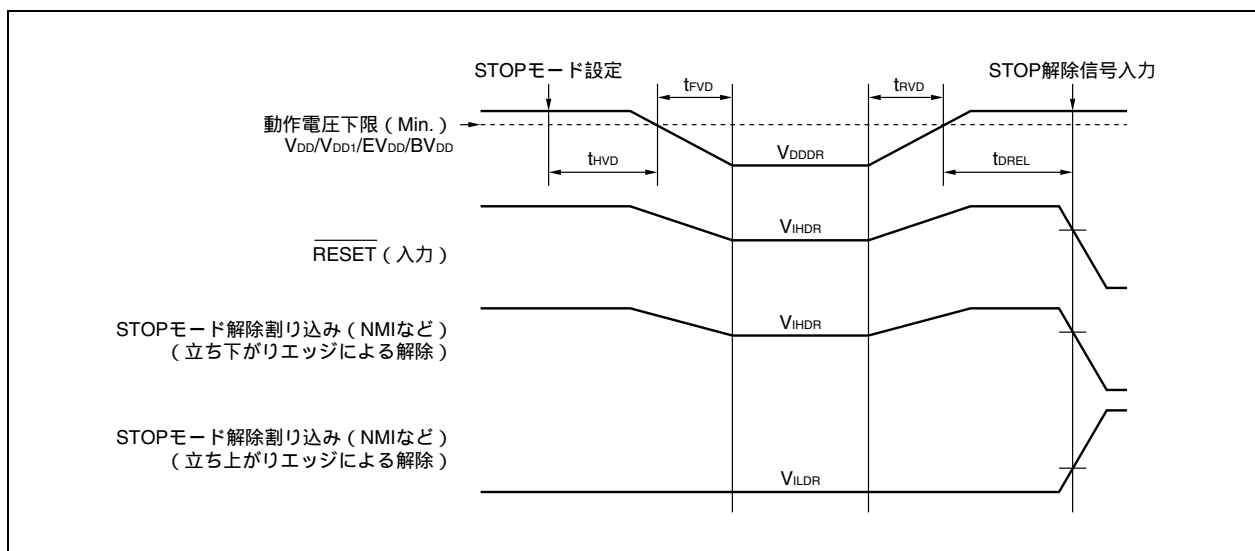 STOPモード設定
STOP解除信号入力
tFVD
tRVD
動作電圧下限（Min.）
VDD/VDD1/EVDD/BVDD
VDDDR
tHVD
tDREL
VIHDR
RESET（入力）
STOPモード解除割り込み（NMIなど）
（立ち下がりエッジによる解除）
VIHDR
STOPモード解除割り込み（NMIなど）
（立ち上がりエッジによる解除）
VILDR